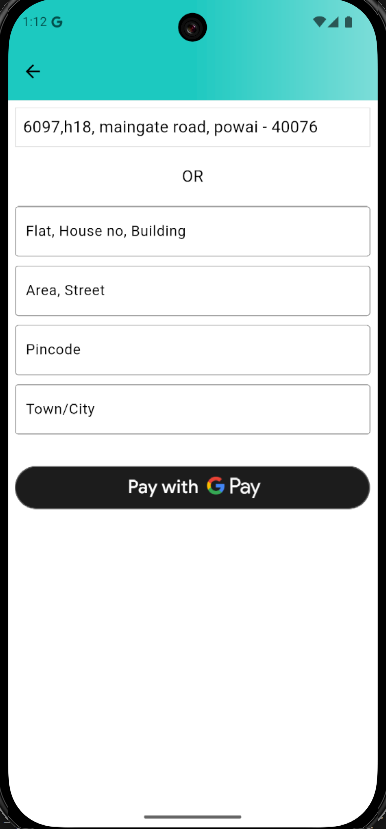 1:12 G
6097,h18, maingate road, powai - 40076
OR
Flat, House no, Building
Area, Street
Pincode
Town/City
Pay with G Pay